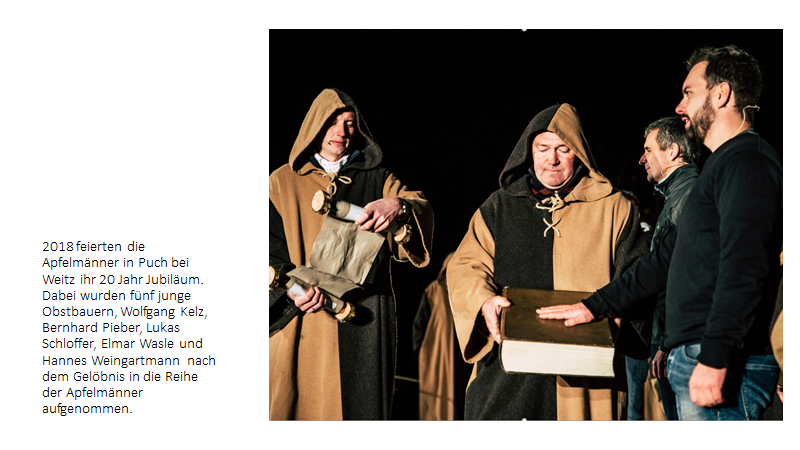 2018 feierten die
Apfelmänner in Puch bei
Weitz ihr 20 Jahr Jubiläum.
Dabei wurden fünf junge
Obstbauern, Wolfgang Kelz,
Bernhard Pieber, Lukas
Schloffer, Elmar Wasle und
Hannes Weingartmann nach
dem Gelöbnis in die Reihe
der Apfelmänner
aufgenommen.